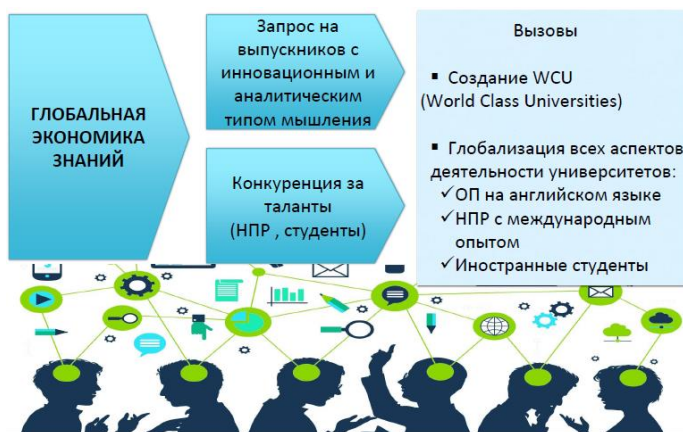 ГЛОБАЛЬНАЯ
ЭКОНОМИКА
ЗНАНИЙ
Запрос на
выпускников с
инновационным и
аналитическим
типом мышления
Конкуренция за
таланты
(НПР , студенты)
Вызовы
▪ Создание WCU
(World Class Universities)
▪ Глобализация всех аспектов
деятельности университетов:
✓ОП на английском языке
✓НПР с международным
опытом
✓Иностранные студенты